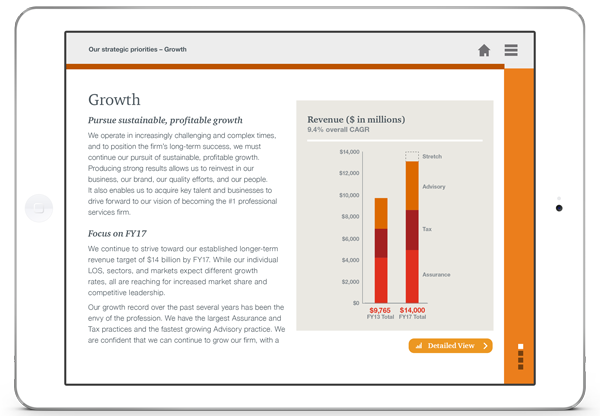 Our strategic priorities – Growth
Growth
Pursue sustainable, profitable growth
We operate in increasingly challenging and complex times,
and to position the firm's long-term success, we must
continue our pursuit of sustainable, profitable growth.
Producing strong results allows us to reinvest in our
business, our brand, our quality efforts, and our people.
It also enables us to acquire key talent and businesses to
drive forward to our vision of becoming the #1 professional
services firm.
Focus on FY17
We continue to strive toward our established longer-term
revenue target of $14 billion by FY17. While our individual
LOS, sectors, and markets expect different growth
rates, all are reaching for increased market share and
competitive leadership.
Our growth record over the past several years has been the
envy of the profession. We have the largest Assurance and
Tax practices and the fastest growing Advisory practice. We
are confident that we can continue to grow our firm, with a
Revenue ($ in millions)
9.4% overall CAGR
$14,000
Stretch
$12,000
Advisory
$10,000
$8,000
Tax
$6,000
$4,000
Assurance
$2,000
$0
$9,765 $14,000
FY13 Total FY17 Total
Detailed View